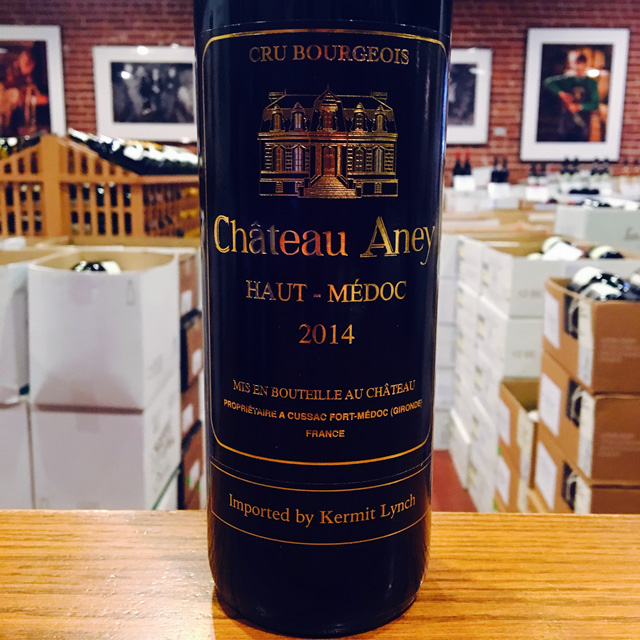 CRU BOURGEOIS
Château Aney
HAUT - MÉDOC
2014
MIS EN BOUTEILLE AU CHÂTEAU
PROPRIÉTAIRE A CUSSAC FORT-MÉDOC (GIRONDE)
FRANCE
Imported by Kermit Lynch